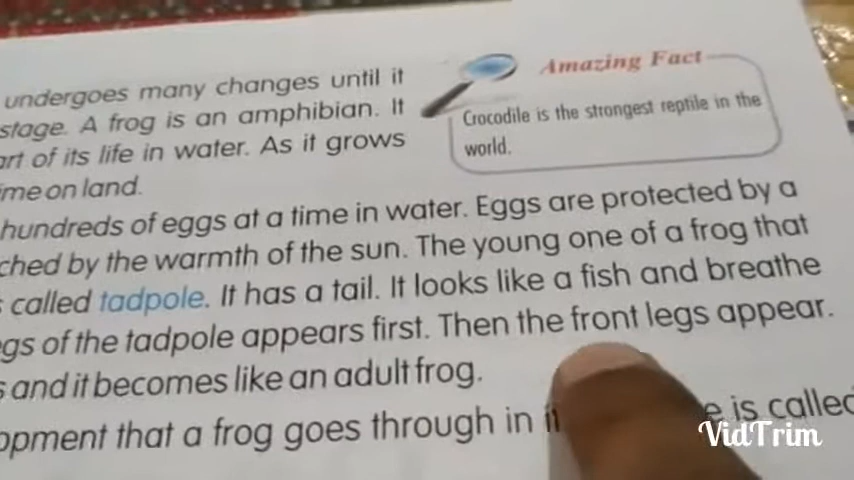 undergoes many changes until it
stage. A frog is an amphibian. It
art of its life in water. As it grows
ime on land.
Amazing Fact
Crocodile is the strongest reptile in the
world.
hundreds of eggs at a time in water. Eggs are protected by a
ched by the warmth of the sun. The young one of a frog that
s called tadpole. It has a tail. It looks like a fish and breathe
egs of the tadpole appears first. Then the front legs appear.
s and it becomes like an adult frog.
opment that a frog goes through in e is called
VidTrim